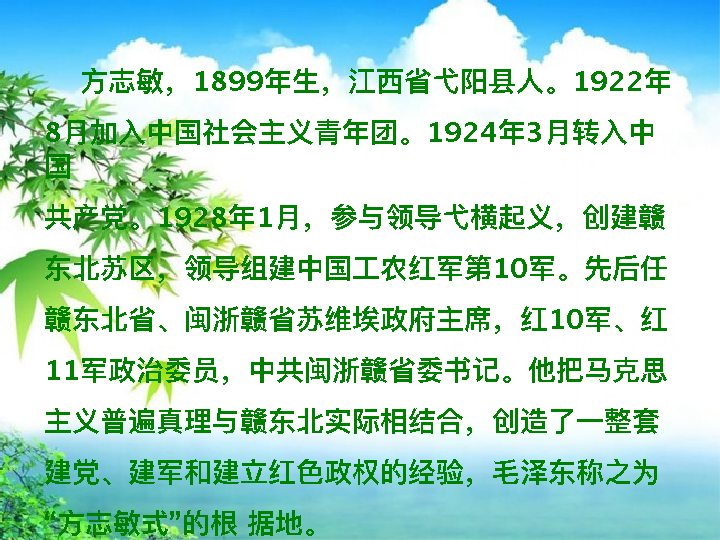 方志敏，1899年生，江西省弋阳县人。1922年
8月加入中国社会主义青年团。1924年3月转入中
国
共产党。1928年1月，参与领导弋横起义，创建赣
东北苏区，领导组建中国工农红军第10军。先后任
赣东北省、闽浙赣省苏维埃政府主席，红10军、红
11军政治委员，中共闽浙赣省委书记。他把马克思
主义普遍真理与赣东北实际相结合，创造了一整套
建党、建军和建立红色政权的经验，毛泽东称之为
“方志敏式”的根 据地。